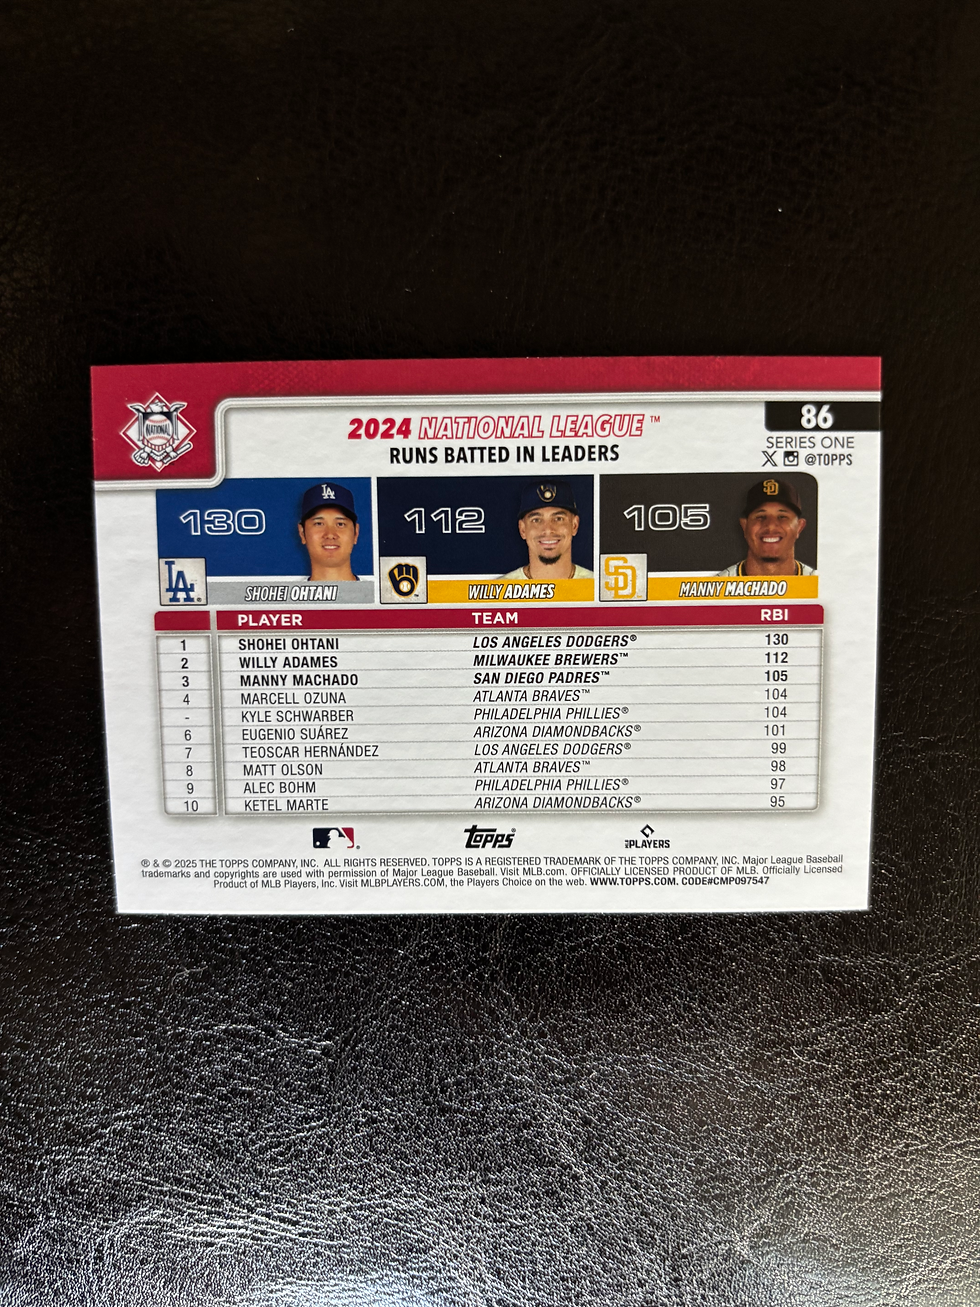 2024 NATIONAL LEAGUE™
RUNS BATTED IN LEADERS
NATIONAL
86
SERIES ONE
X @TOPPS
130
112
105
LA
SD
SHOHEI OHTANI
WILLY ADAMES
MANNY MACHADO
PLAYER TEAM RBI
1 SHOHEI OHTANI LOS ANGELES DODGERS® 130
2 WILLY ADAMES MILWAUKEE BREWERS™ 112
3 MANNY MACHADO SAN DIEGO PADRES™ 105
4 MARCELL OZUNA ATLANTA BRAVES™ 104
- KYLE SCHWARBER PHILADELPHIA PHILLIES® 104
6 EUGENIO SUÁREZ ARIZONA DIAMONDBACKS® 101
7 TEOSCAR HERNÁNDEZ LOS ANGELES DODGERS® 99
8 MATT OLSON ATLANTA BRAVES™ 98
9 ALEC BOHM PHILADELPHIA PHILLIES® 97
10 KETEL MARTE ARIZONA DIAMONDBACKS® 95
Topps® PLAYERS
® & © 2025 THE TOPPS COMPANY, INC. ALL RIGHTS RESERVED. TOPPS IS A REGISTERED TRADEMARK OF THE TOPPS COMPANY, INC. Major League Baseball
trademarks and copyrights are used with permission of Major League Baseball. Visit MLB.com. OFFICIALLY LICENSED PRODUCT OF MLB. Officially Licensed
Product of MLB Players, Inc. Visit MLBPLAYERS.COM, the Players Choice on the web. WWW.TOPPS.COM. CODE#CMP097547